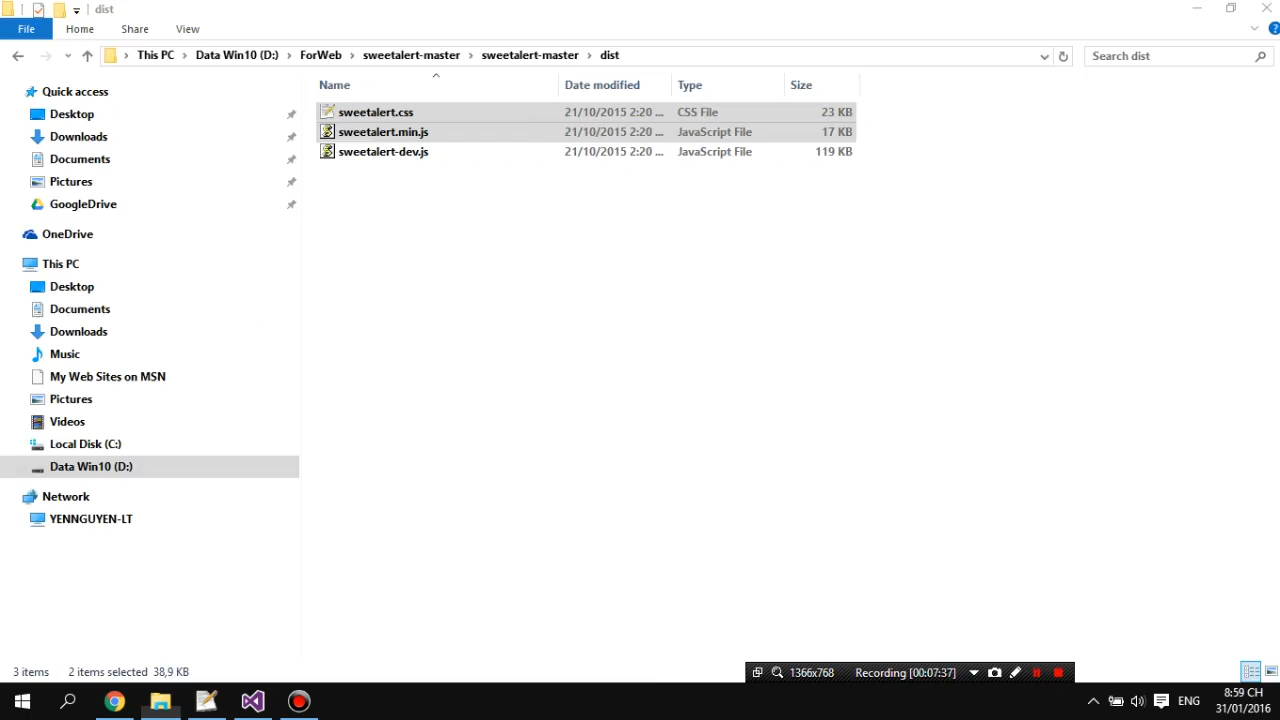 dist
File Home Share View
This PC Data Win10 (D:) ForWeb sweetalert-master sweetalert-master dist
Search dist
Name Date modified Type Size
sweetalert.css 21/10/2015 2:20 ... CSS File 23 KB
sweetalert.min.js 21/10/2015 2:20 ... JavaScript File 17 KB
sweetalert-dev.js 21/10/2015 2:20 ... JavaScript File 119 KB
Quick access
Desktop
Downloads
Documents
Pictures
GoogleDrive
OneDrive
This PC
Desktop
Documents
Downloads
Music
My Web Sites on MSN
Pictures
Videos
Local Disk (C:)
Data Win10 (D:)
Network
YENNGUYEN-LT
3 items 2 items selected 38,9 KB
1366x768 Recording [00:07:37]
ENG
8:59 CH
31/01/2016